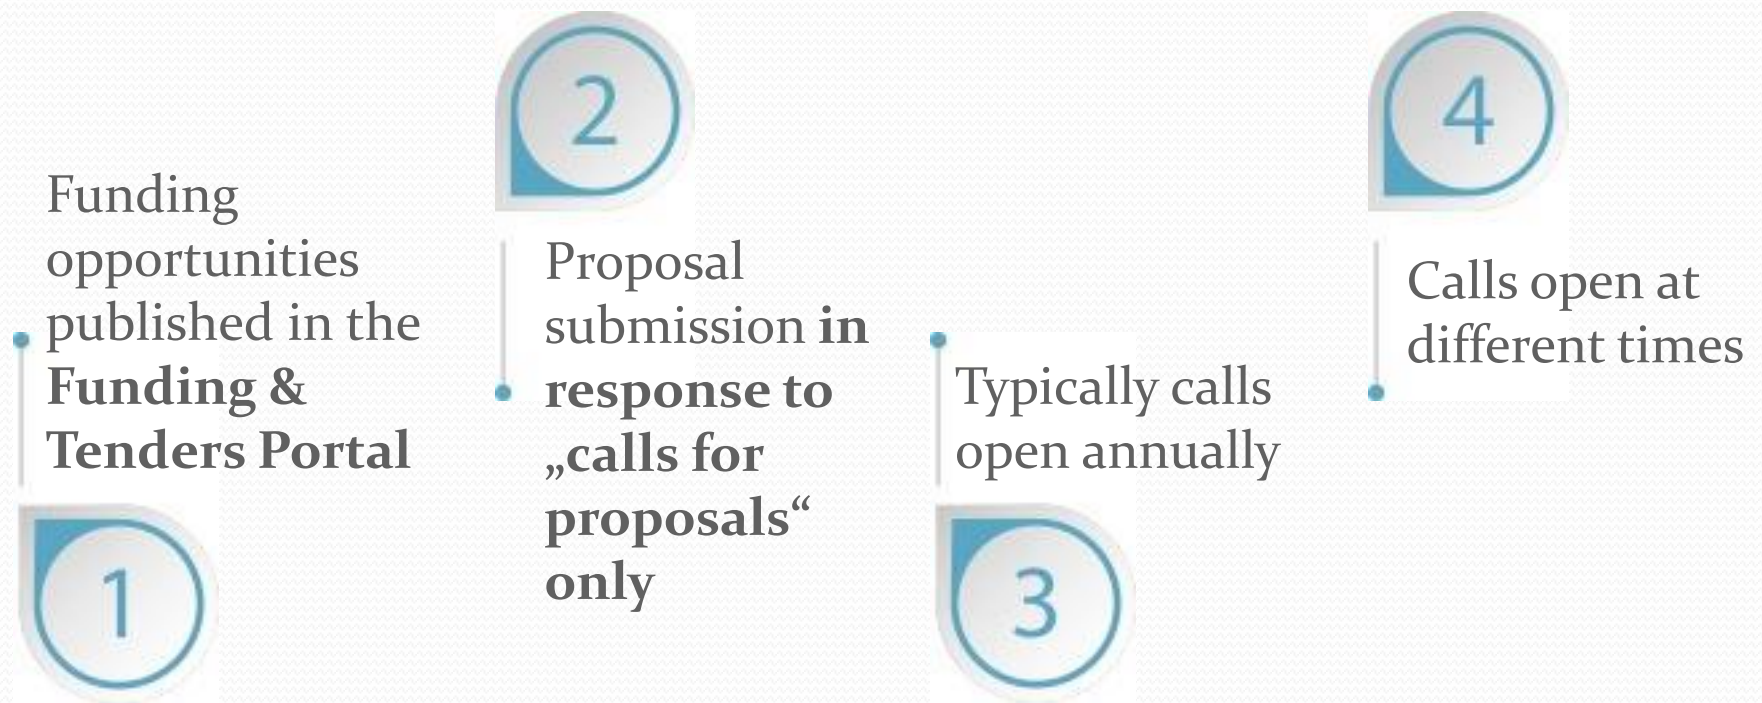 Funding
opportunities
published in the
Funding &
Tenders Portal
1
2
Proposal
submission in
response to
„calls for
proposals“
only
Typically calls
open annually
3
4
Calls open at
different times